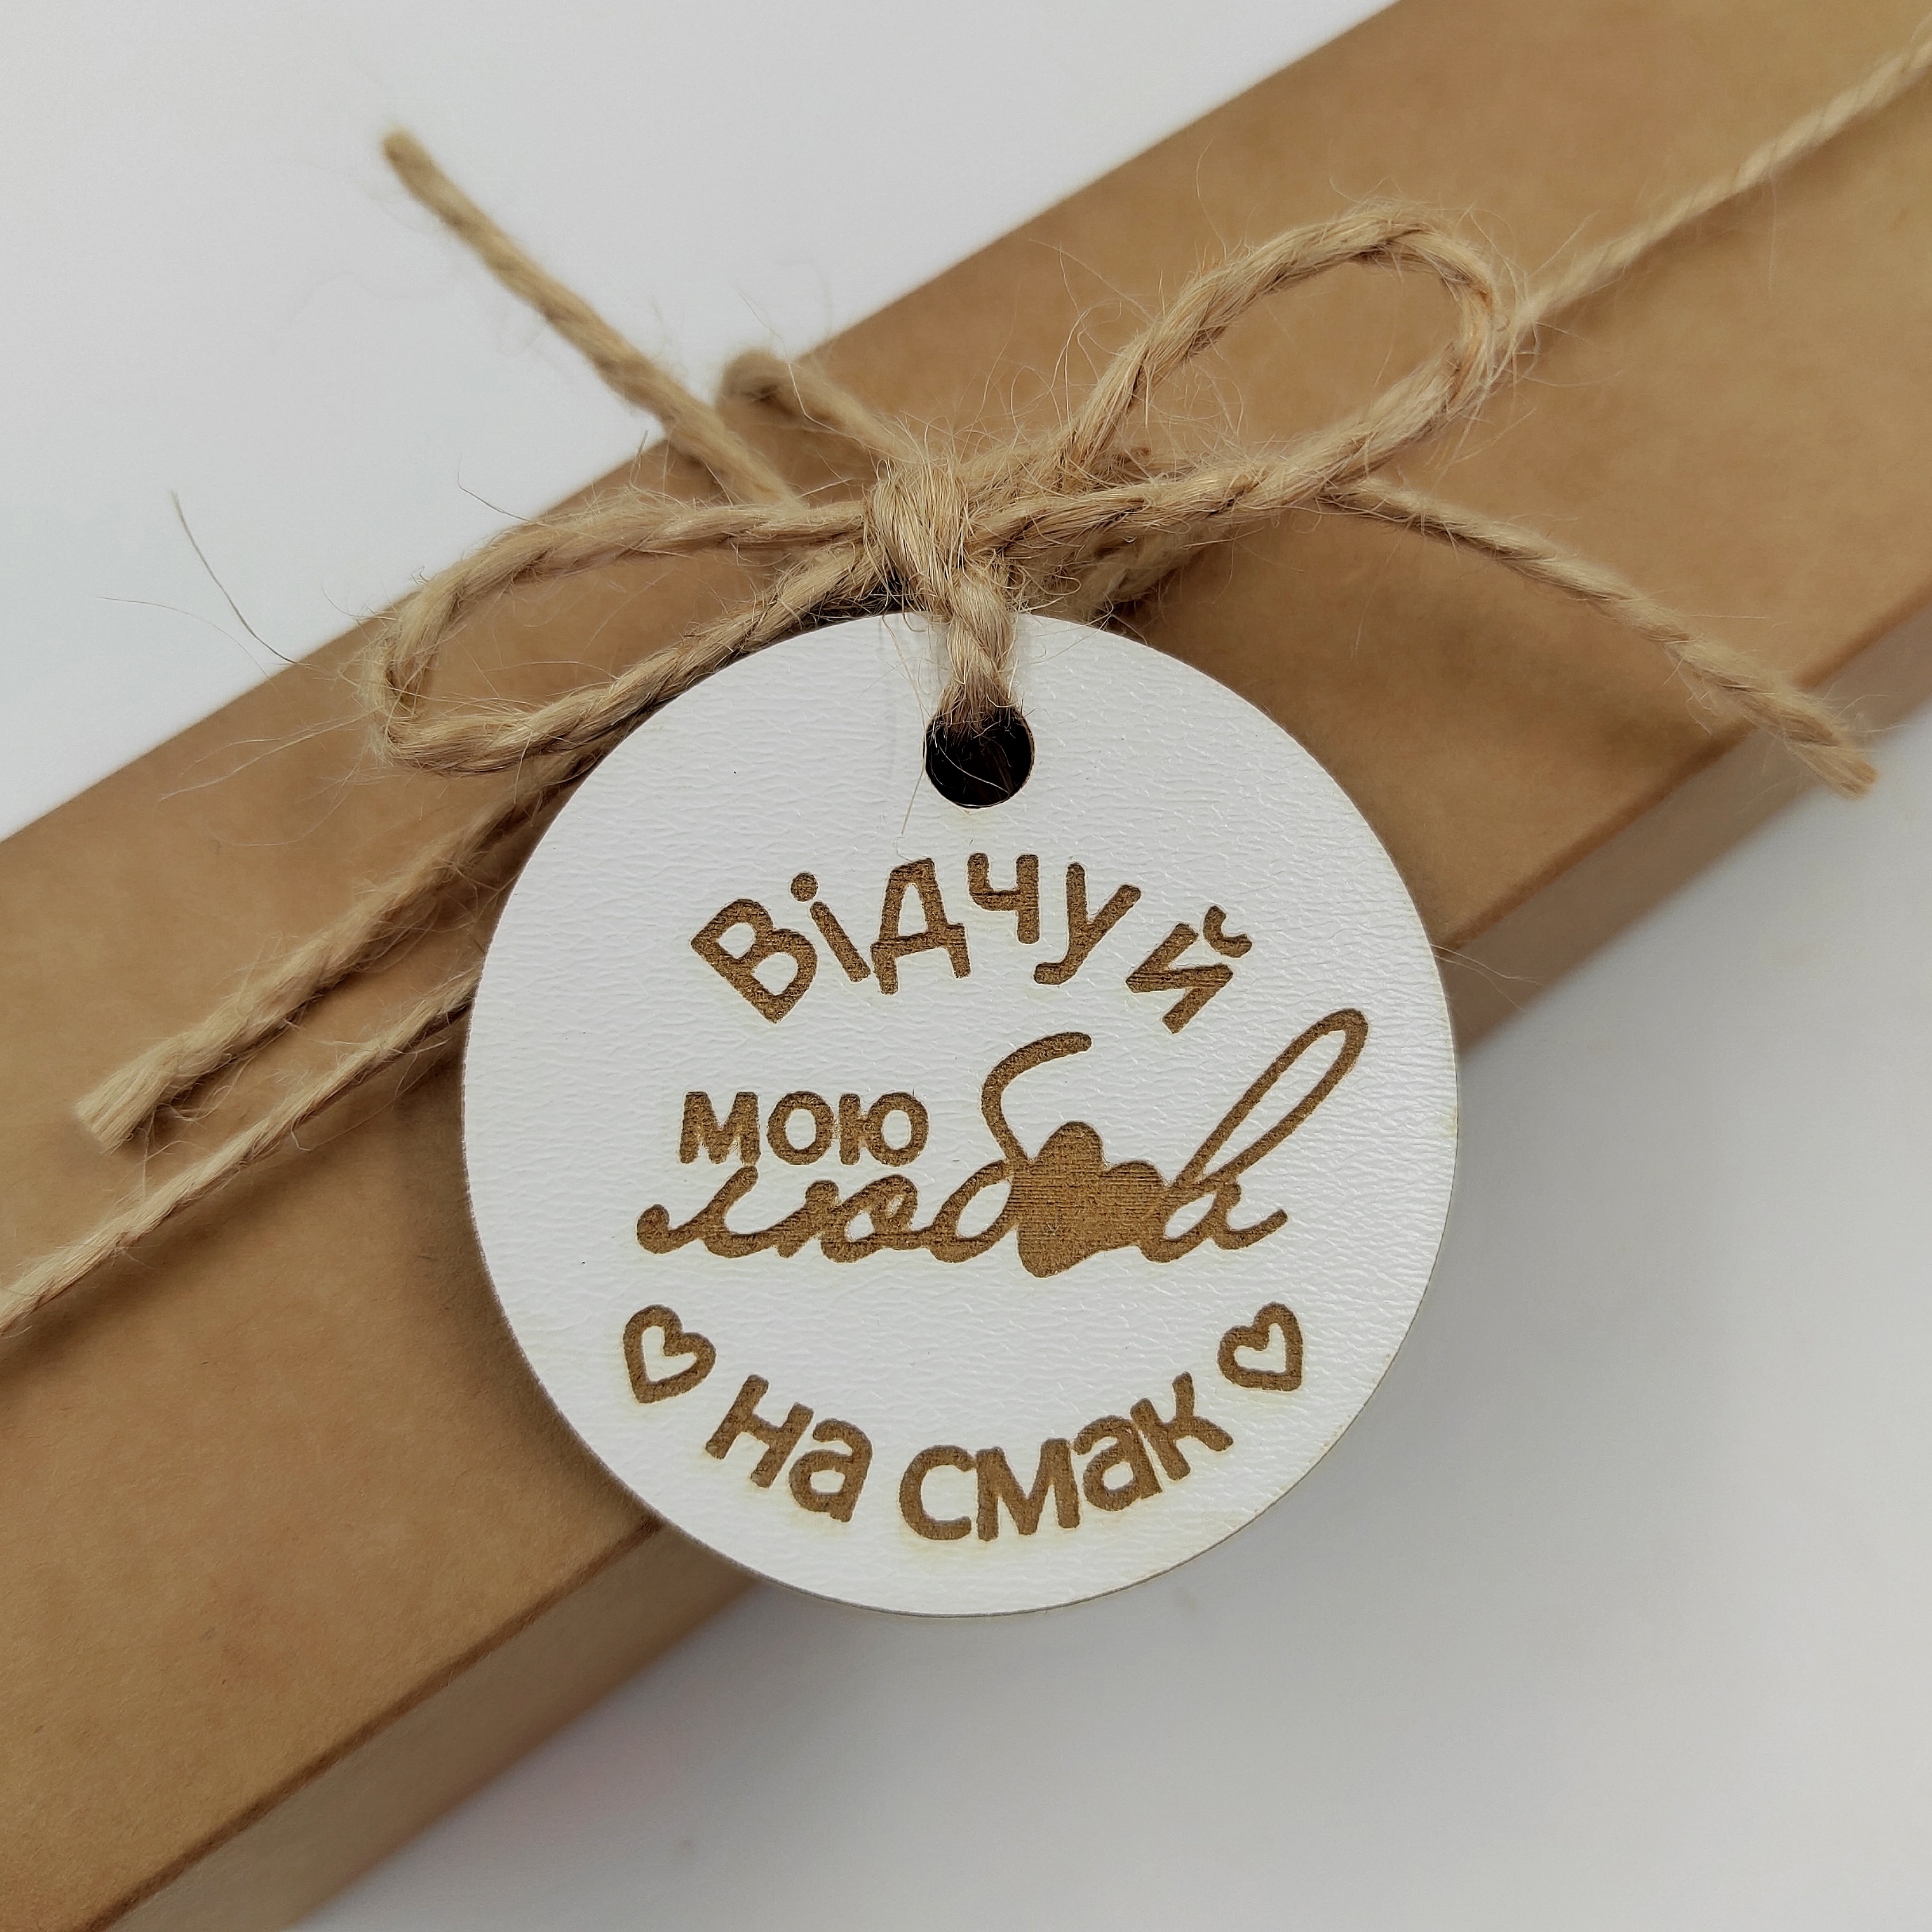 Відчуй
мою
любов
на смак